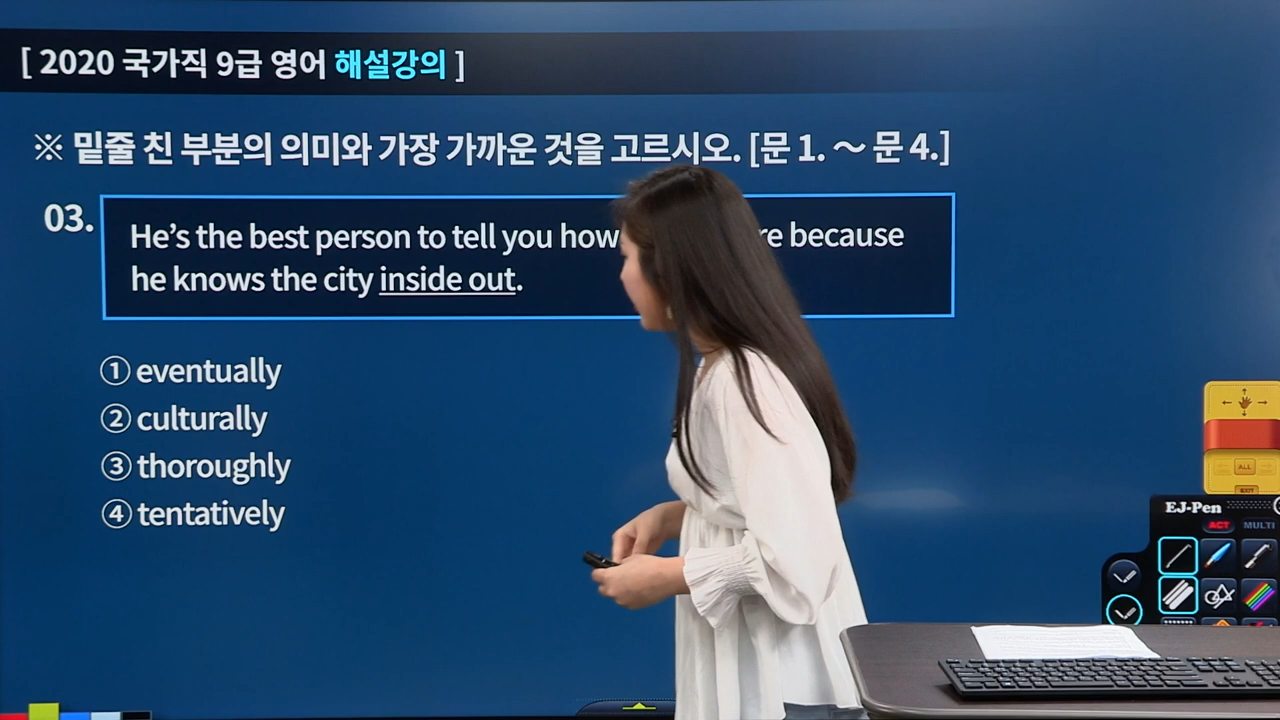 [ 2020 국가직 9급 영어 해설강의 ]
※ 밑줄 친 부분의 의미와 가장 가까운 것을 고르시오. [문 1. ～ 문 4.]
03.
He’s the best person to tell you how because
he knows the city inside out.
① eventually
② culturally
③ thoroughly
④ tentatively
ALL
EXIT
EJ-Pen
ACT MULTI